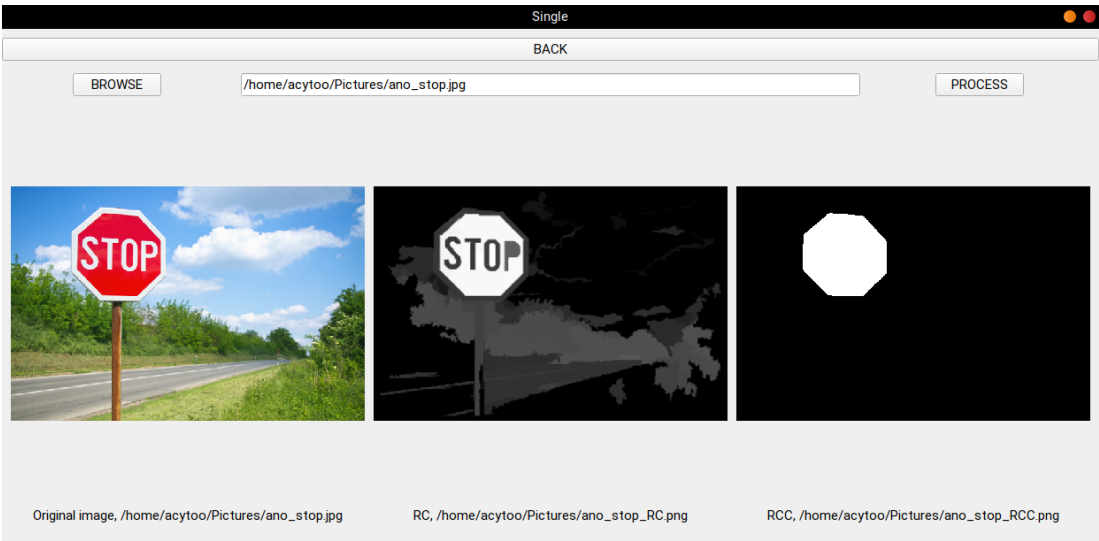 Single
BACK
BROWSE
/home/acytoo/Pictures/ano_stop.jpg
PROCESS
STOP
STOP
Original image, /home/acytoo/Pictures/ano_stop.jpg
RC, /home/acytoo/Pictures/ano_stop_RC.png
RCC, /home/acytoo/Pictures/ano_stop_RCC.png